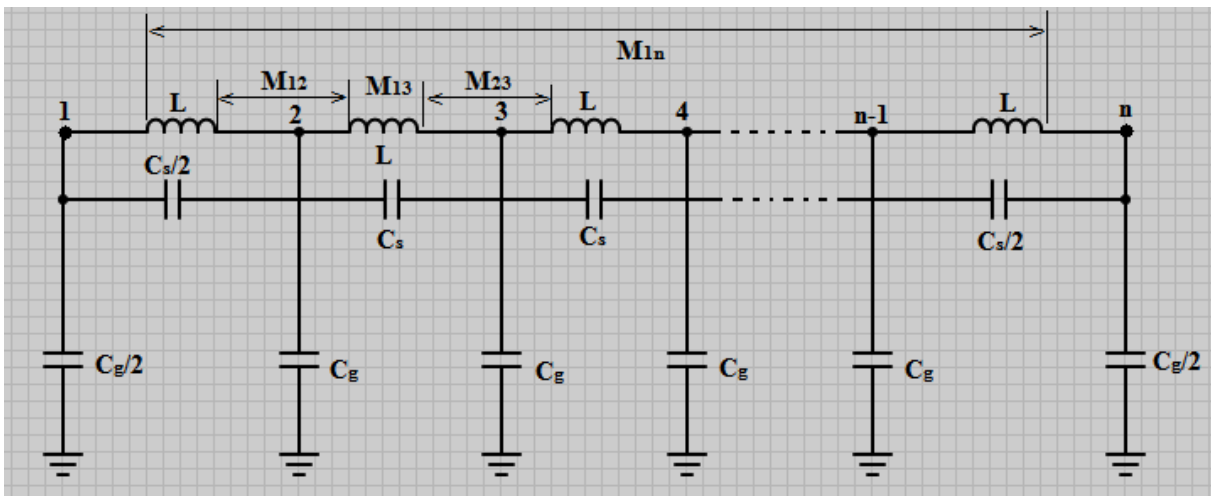 M1n
M12 M13 M23
1 L 2 3 L 4 n-1 L n
Cs/2 L
Cs Cs Cs/2
Cg/2 Cg Cg Cg Cg Cg/2